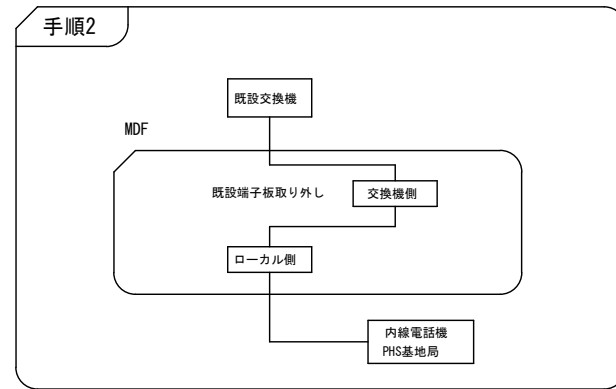 手順2
既設交換機
MDF
既設端子板取り外し
交換機側
ローカル側
内線電話機
PHS基地局